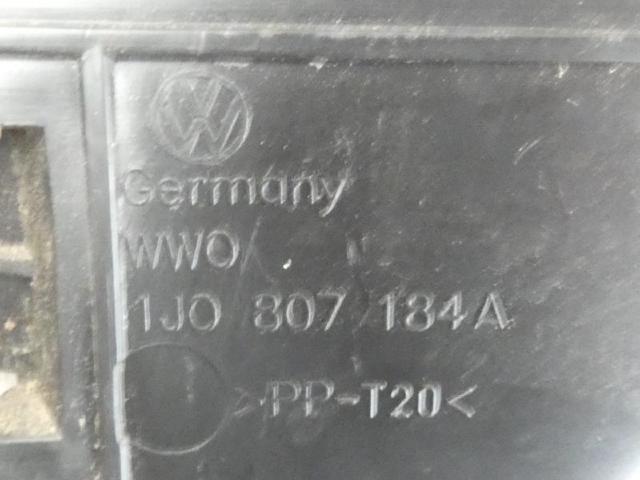 VW
Germany
WWO
1J0 807 184A
>PP-T20<